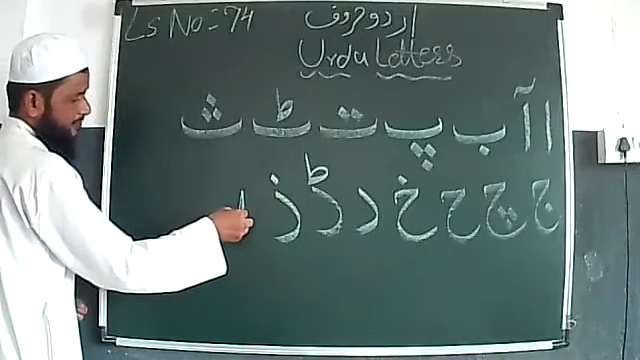 Ls No = 74
اردو حروف
Urdu Letters
ا آ ب پ ت ٹ ث
ج چ ح خ د ڈ ذ ر